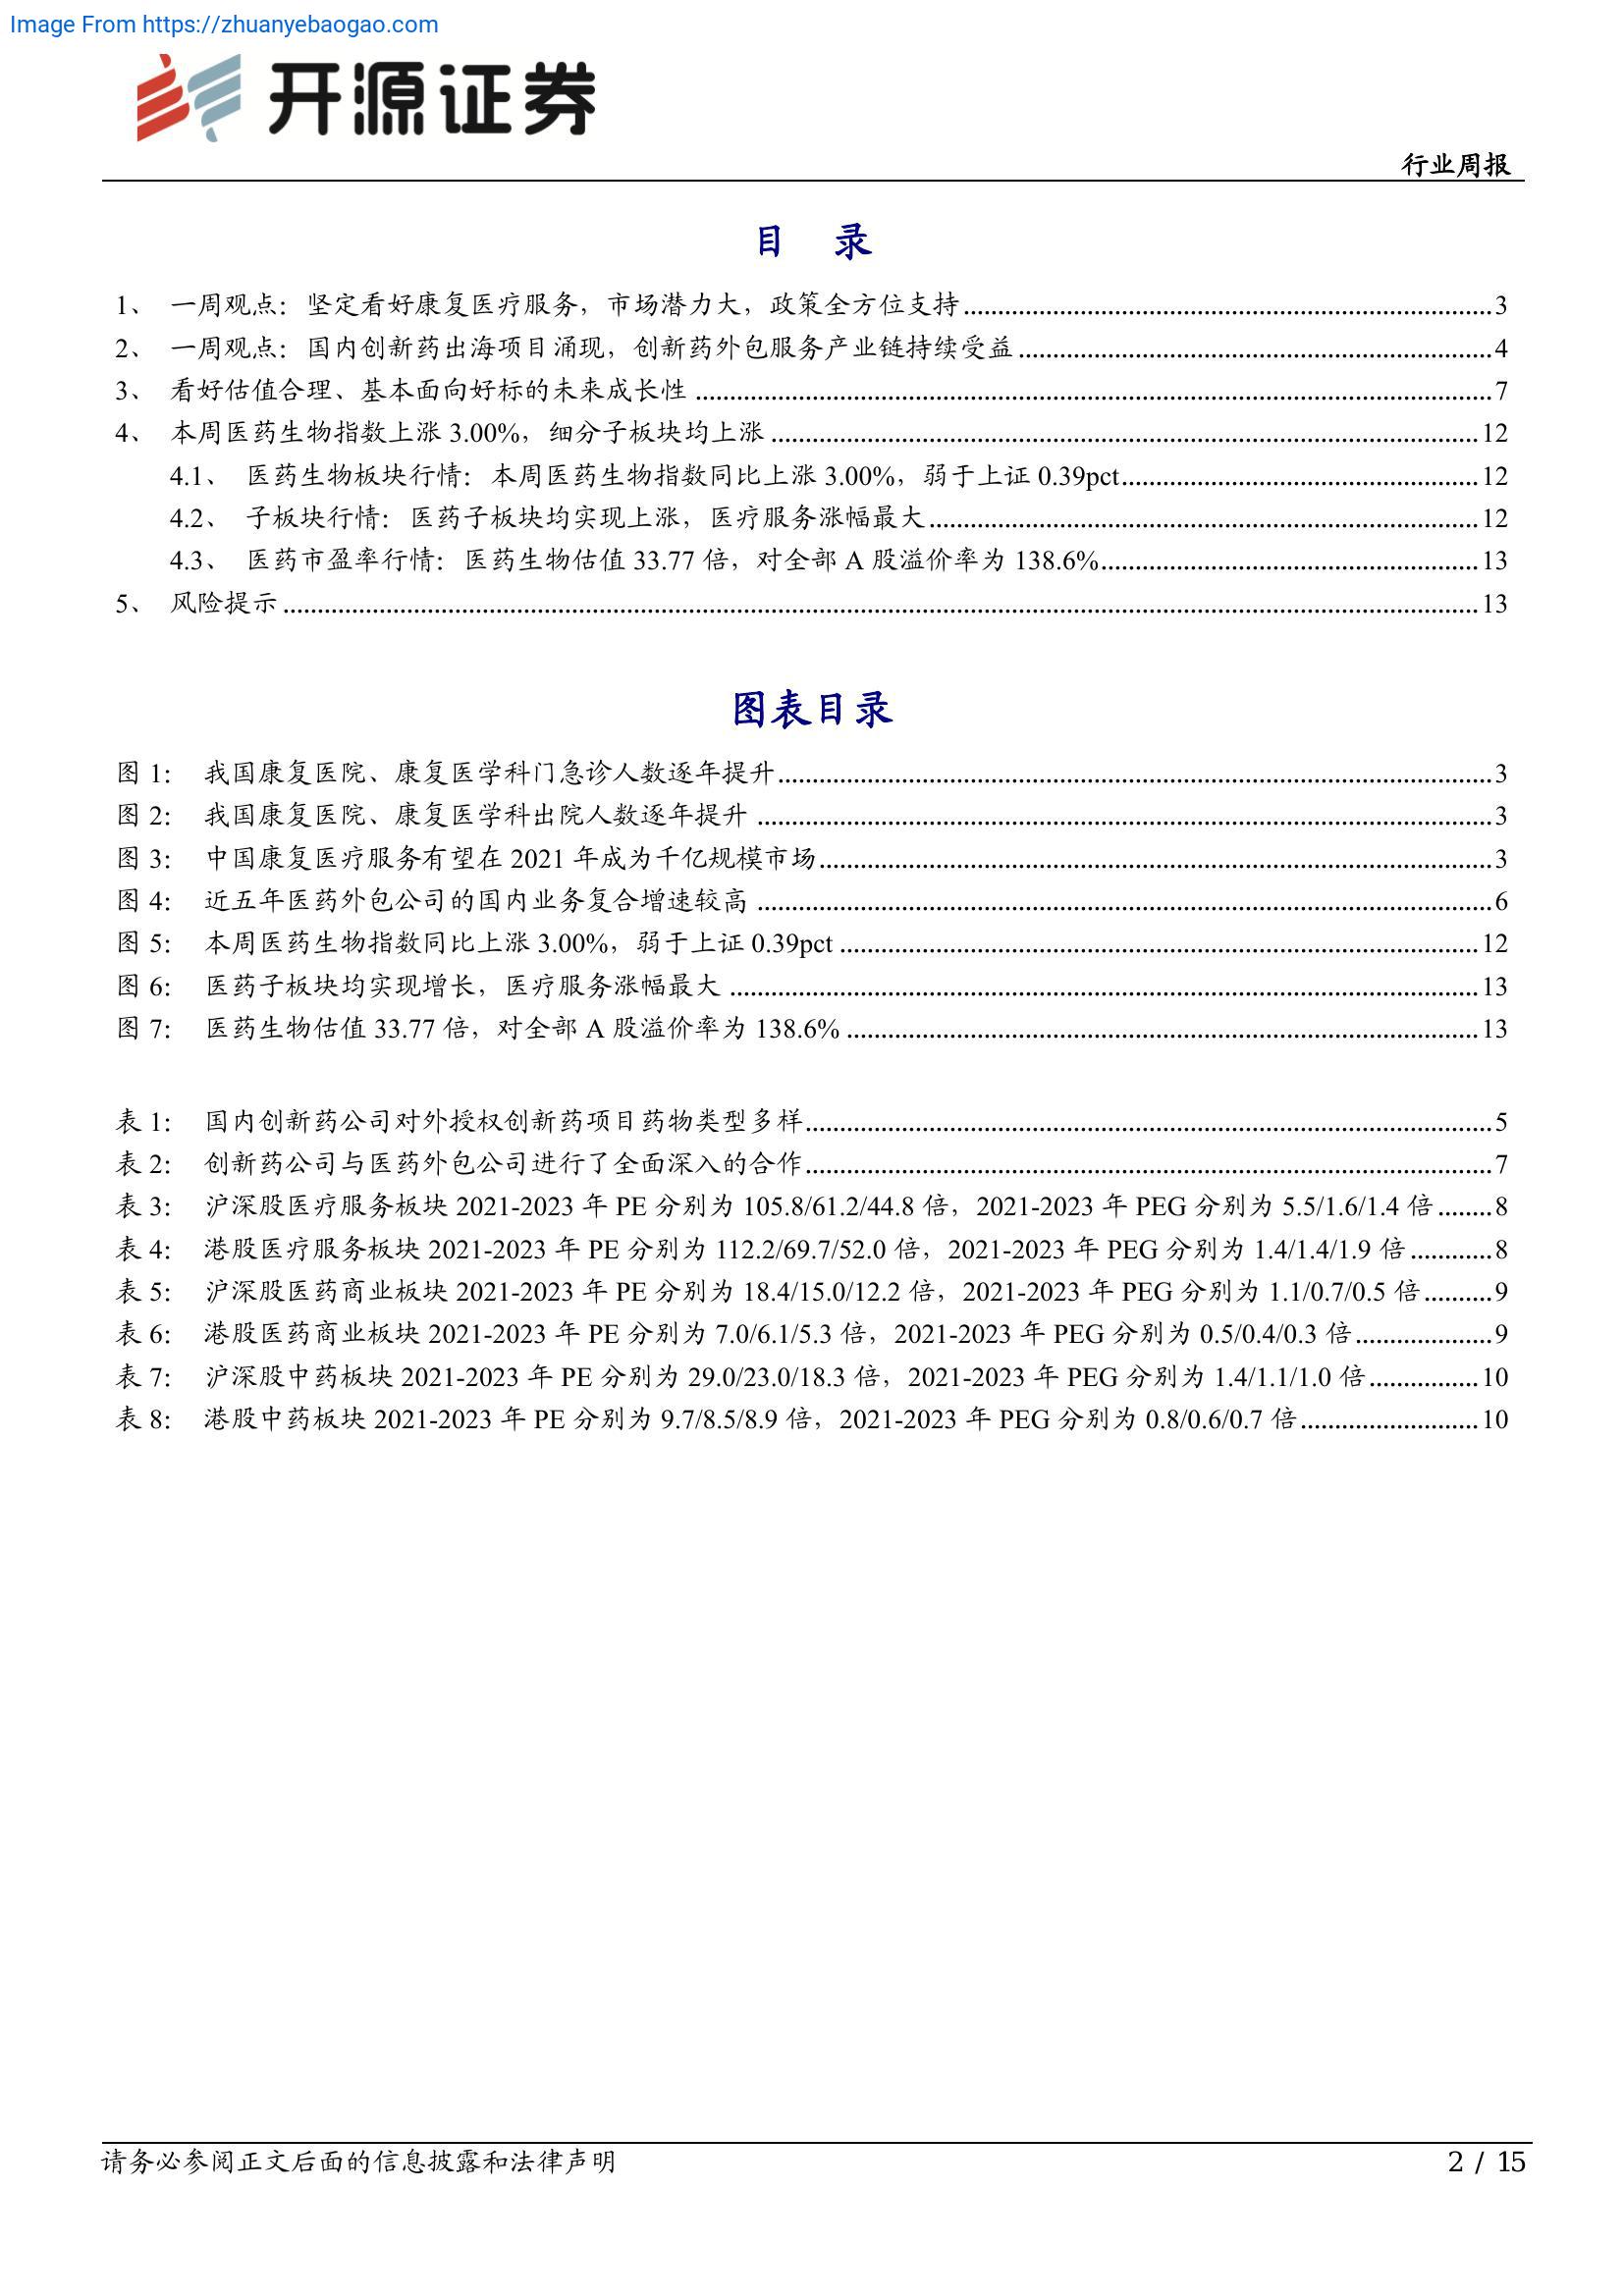 Image From https://zhuanyebaogao.com
开源证券
行业周报
目 录
1、 一周观点：坚定看好康复医疗服务，市场潜力大，政策全方位支持 3
2、 一周观点：国内创新药出海项目涌现，创新药外包服务产业链持续受益 4
3、 看好估值合理、基本面向好标的未来成长性 7
4、 本周医药生物指数上涨 3.00%，细分子板块均上涨 12
4.1、 医药生物板块行情：本周医药生物指数同比上涨 3.00%，弱于上证 0.39pct 12
4.2、 子板块行情：医药子板块均实现上涨，医疗服务涨幅最大 12
4.3、 医药市盈率行情：医药生物估值 33.77 倍，对全部 A 股溢价率为 138.6% 13
5、 风险提示 13
图表目录
图 1： 我国康复医院、康复医学科门急诊人数逐年提升 3
图 2： 我国康复医院、康复医学科出院人数逐年提升 3
图 3： 中国康复医疗服务有望在 2021 年成为千亿规模市场 3
图 4： 近五年医药外包公司的国内业务复合增速较高 6
图 5： 本周医药生物指数同比上涨 3.00%，弱于上证 0.39pct 12
图 6： 医药子板块均实现增长，医疗服务涨幅最大 13
图 7： 医药生物估值 33.77 倍，对全部 A 股溢价率为 138.6% 13
表 1： 国内创新药公司对外授权创新药项目药物类型多样 5
表 2： 创新药公司与医药外包公司进行了全面深入的合作 7
表 3： 沪深股医疗服务板块 2021-2023 年 PE 分别为 105.8/61.2/44.8 倍，2021-2023 年 PEG 分别为 5.5/1.6/1.4 倍 8
表 4： 港股医疗服务板块 2021-2023 年 PE 分别为 112.2/69.7/52.0 倍，2021-2023 年 PEG 分别为 1.4/1.4/1.9 倍 8
表 5： 沪深股医药商业板块 2021-2023 年 PE 分别为 18.4/15.0/12.2 倍，2021-2023 年 PEG 分别为 1.1/0.7/0.5 倍 9
表 6： 港股医药商业板块 2021-2023 年 PE 分别为 7.0/6.1/5.3 倍，2021-2023 年 PEG 分别为 0.5/0.4/0.3 倍 9
表 7： 沪深股中药板块 2021-2023 年 PE 分别为 29.0/23.0/18.3 倍，2021-2023 年 PEG 分别为 1.4/1.1/1.0 倍 10
表 8： 港股中药板块 2021-2023 年 PE 分别为 9.7/8.5/8.9 倍，2021-2023 年 PEG 分别为 0.8/0.6/0.7 倍 10
请务必参阅正文后面的信息披露和法律声明
2 / 15